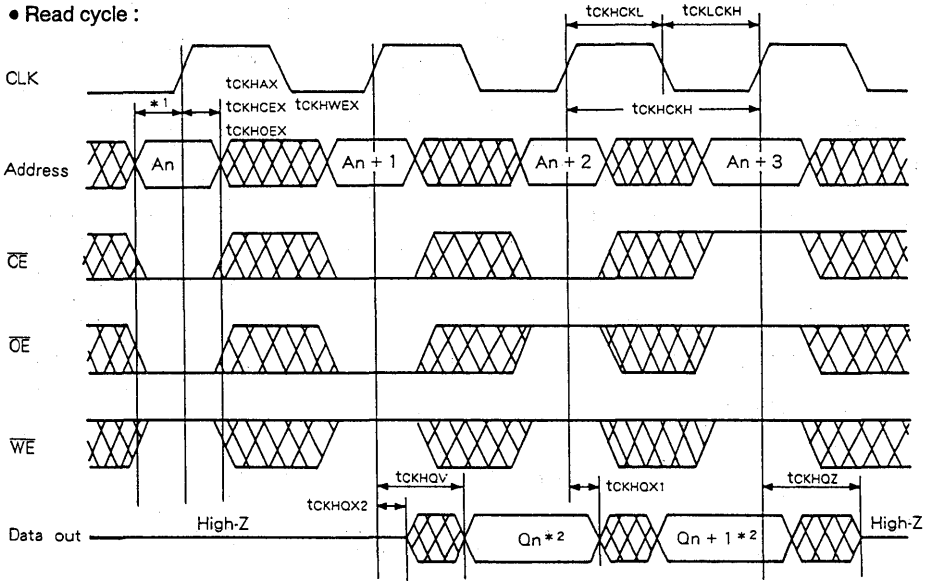 • Read cycle :
tCKHCKL
tCKLCKH
CLK
tCKHAX
*1
tCKHCEX tCKHWEX
tCKHCKH
tCKHOEX
Address
An
An + 1
An + 2
An + 3
CE
OE
WE
tCKHQV
tCKHQX1
tCKHQZ
tCKHQX2
Data out
High-Z
Qn*2
Qn + 1*2
High-Z